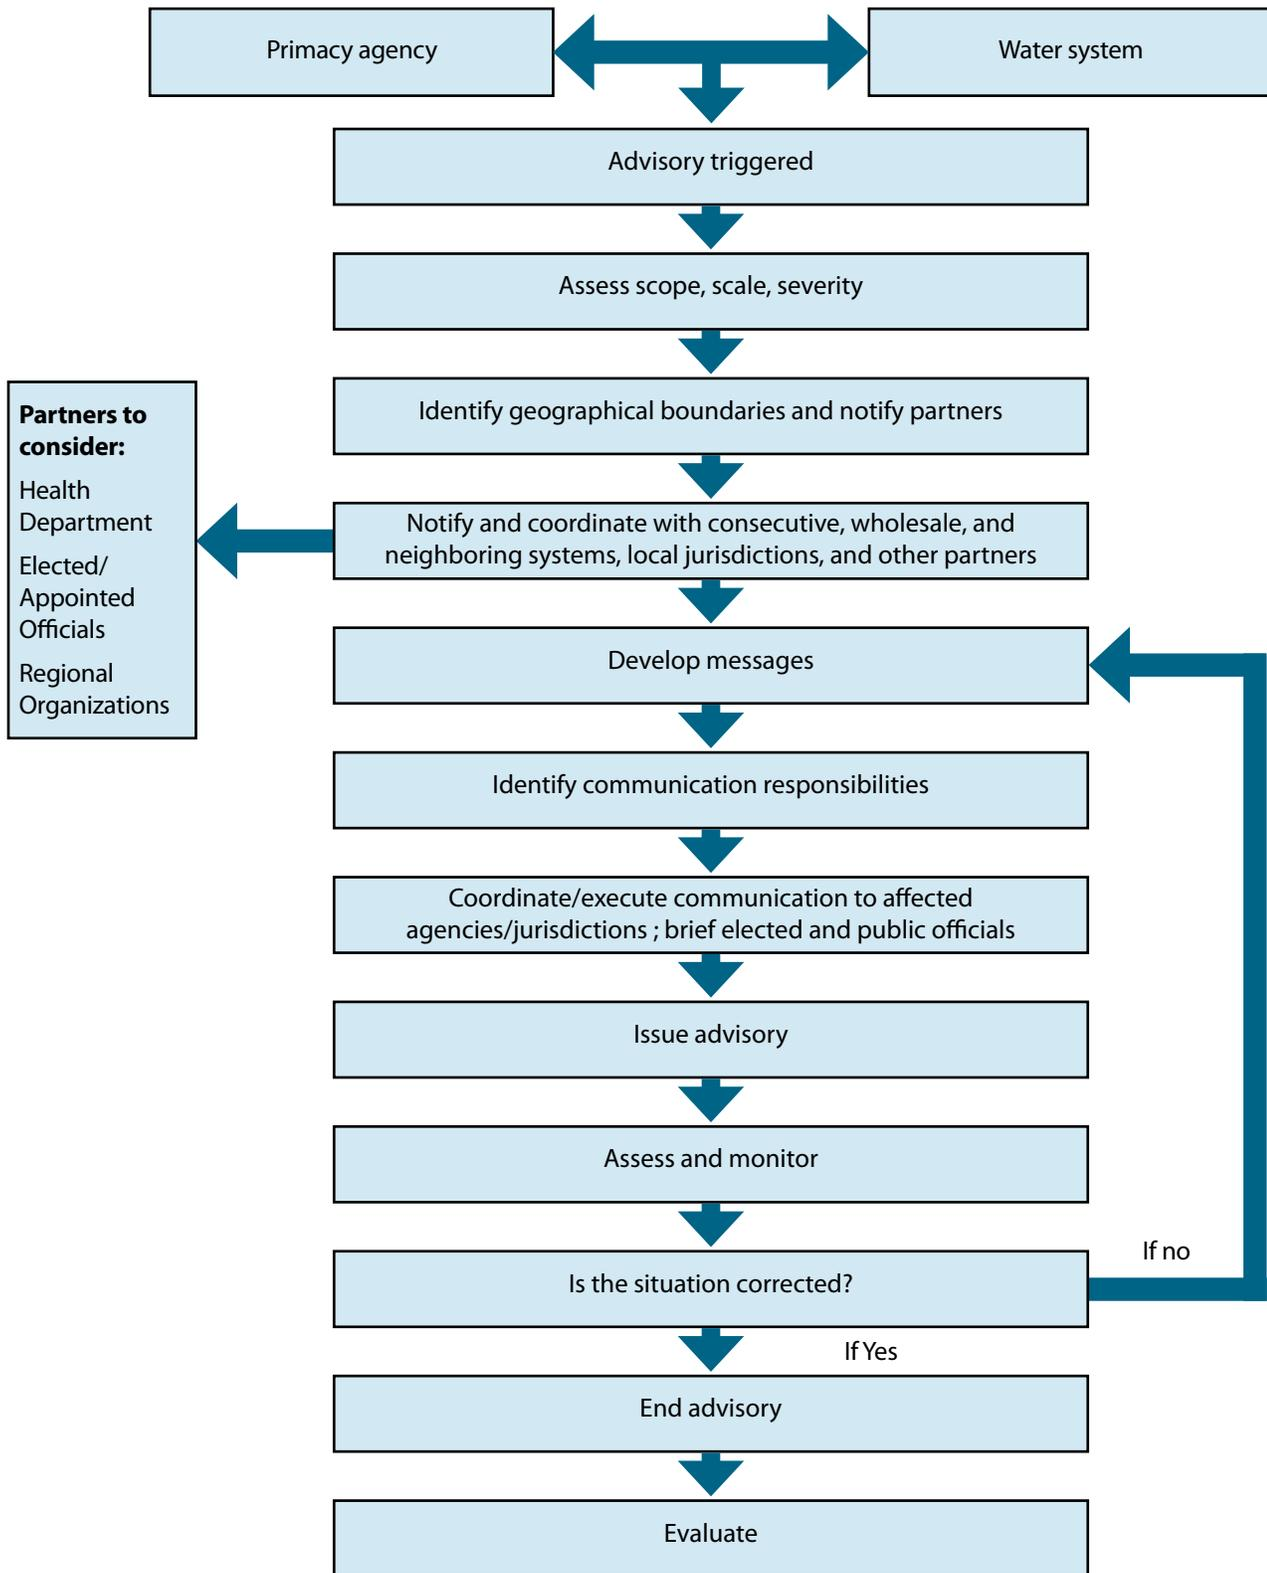 Primacy agency
Water system
Advisory triggered
Assess scope, scale, severity
Identify geographical boundaries and notify partners
Partners to
consider:
Health
Department
Elected/
Appointed
Officials
Regional
Organizations
Notify and coordinate with consecutive, wholesale, and
neighboring systems, local jurisdictions, and other partners
Develop messages
Identify communication responsibilities
Coordinate/execute communication to affected
agencies/jurisdictions ; brief elected and public officials
Issue advisory
Assess and monitor
If no
Is the situation corrected?
If Yes
End advisory
Evaluate